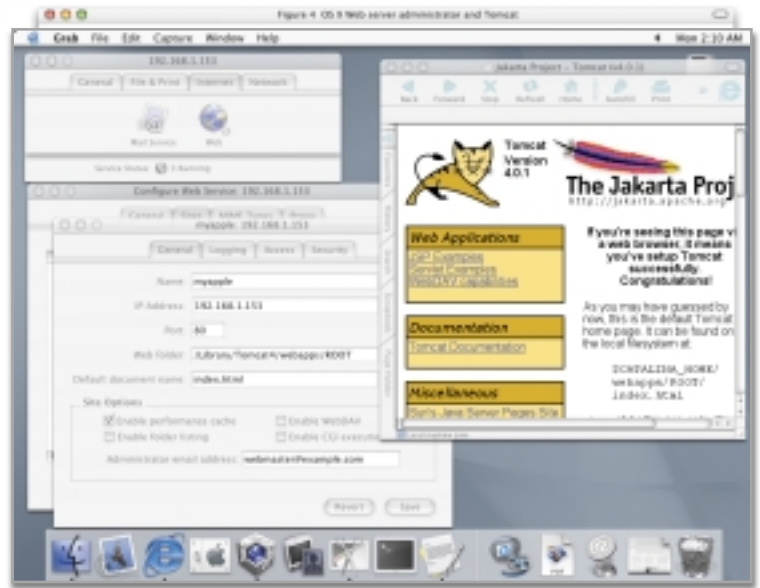 Figure 4 OS X Web server administrator and Tomcat
Grab File Edit Capture Window Help
Mon 2:10 AM
192.168.1.153
General File & Print Internet Network
Mail Service Web
Service Status: 1 Running
Configure Web Service: 192.168.1.153
General Sites MIME Types Proxy
myapple: 192.168.1.153
General Logging Access Security
Name: myapple
IP Address: 192.168.1.153
Port: 80
Web folder: /Library/Tomcat4/webapps/ROOT
Default document name: index.html
Site Options
Enable performance cache
Enable WebDAV
Enable folder listing
Enable CGI execution
Administrator email address: webmaster@example.com
Revert Save
Jakarta Project - Tomcat (v4.0.1)
Back Forward Stop Refresh Home AutoFill Print
Tomcat
Version
4.0.1
The Jakarta Proj
http://jakarta.apache.org
Web Applications
JSP Examples
Servlet Examples
WebDAV capabilities
Documentation
Tomcat Documentation
Miscellaneous
Sun's Java Server Pages Site
If you're seeing this page vi
a web browser, it means
you've setup Tomcat
successfully.
Congratulations!
As you may have guessed by
now, this is the default Tomcat
home page. It can be found on
the local filesystem at:
$CATALINA_HOME/
webapps/ROOT/
index.html